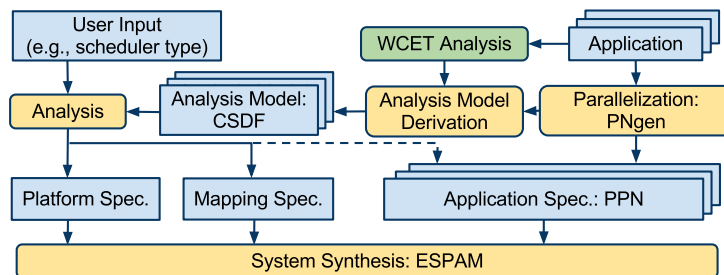 User Input
(e.g., scheduler type)
WCET Analysis
Application
Analysis
Analysis Model:
CSDF
Analysis Model
Derivation
Parallelization:
PNgen
Platform Spec.
Mapping Spec.
Application Spec.: PPN
System Synthesis: ESPAM